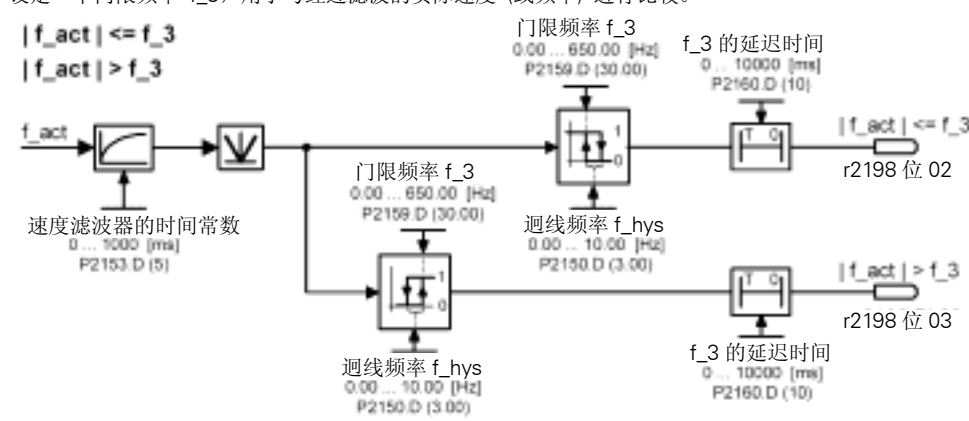 | f_act | <= f_3
| f_act | > f_3
门限频率 f_3
0.00 ... 650.00 [Hz]
P2159.D (30.00)
f_3 的延迟时间
0 ... 10000 [ms]
P2160.D (10)
f_act
1
0
T 0
| f_act | <= f_3
r2198 位 02
速度滤波器的时间常数
0 ... 1000 [ms]
P2153.D (5)
门限频率 f_3
0.00 ... 650.00 [Hz]
P2159.D (30.00)
迥线频率 f_hys
0.00 ... 10.00 [Hz]
P2150.D (3.00)
1
0
T 0
| f_act | > f_3
r2198 位 03
迥线频率 f_hys
0.00 ... 10.00 [Hz]
P2150.D (3.00)
f_3 的延迟时间
0 ... 10000 [ms]
P2160.D (10)